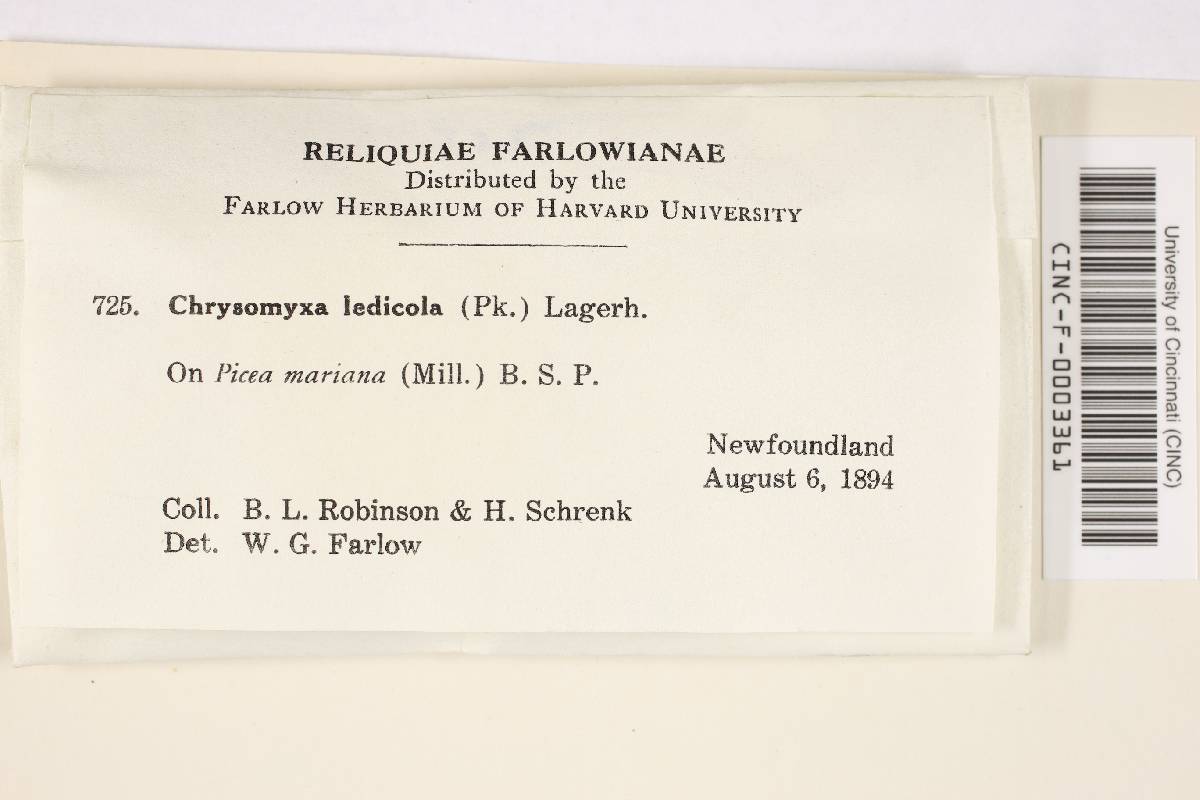 RELIQUIAE FARLOWIANAE
Distributed by the
FARLOW HERBARIUM OF HARVARD UNIVERSITY
725. Chrysomyxa ledicola (Pk.) Lagerh.
On Picea mariana (Mill.) B. S. P.
Newfoundland
August 6, 1894
Coll. B. L. Robinson & H. Schrenk
Det. W. G. Farlow
University of Cincinnati (CINC)
CINC-F-0003361